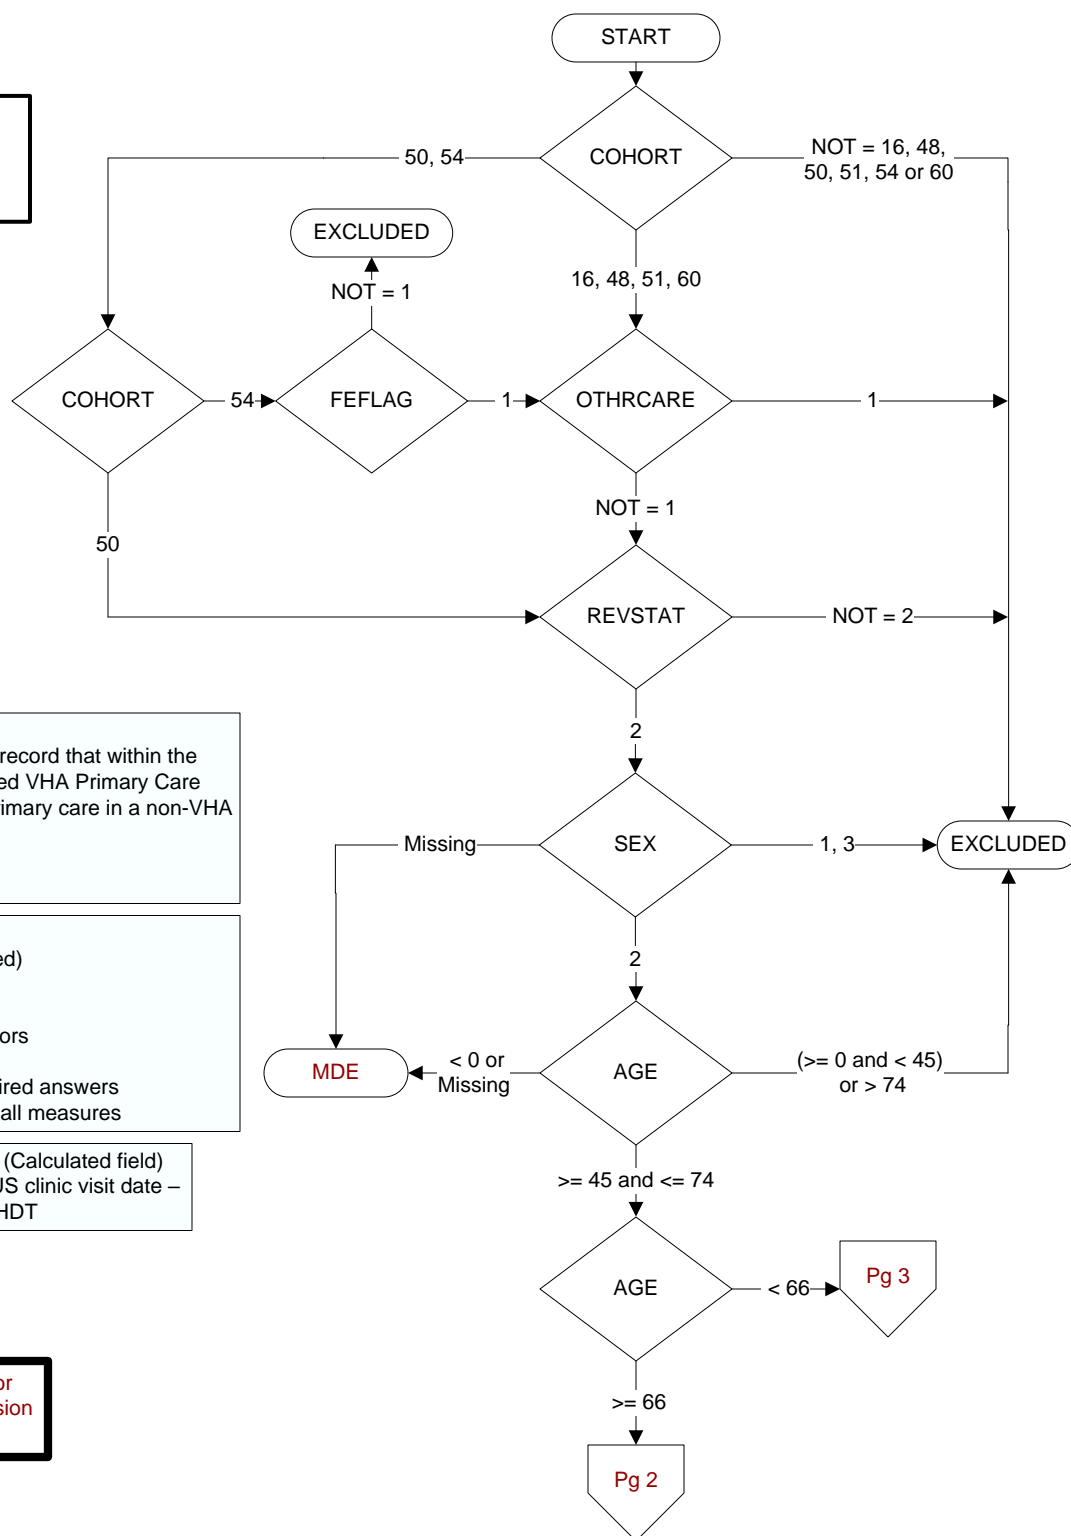 START
COHORT
50, 54
NOT = 16, 48,
50, 51, 54 or 60
EXCLUDED
NOT = 1
16, 48, 51, 60
COHORT
54
FEFLAG
1
OTHRCARE
1
NOT = 1
50
REVSTAT
NOT = 2
2
record that within the
ed VHA Primary Care
rimary care in a non-VHA
Missing
SEX
1, 3
EXCLUDED
2
ed)
ors
ired answers
all measures
MDE
< 0 or
Missing
AGE
(>= 0 and < 45)
or > 74
(Calculated field)
US clinic visit date –
HDT
>= 45 and <= 74
AGE
< 66
Pg 3
or
sion
>= 66
Pg 2